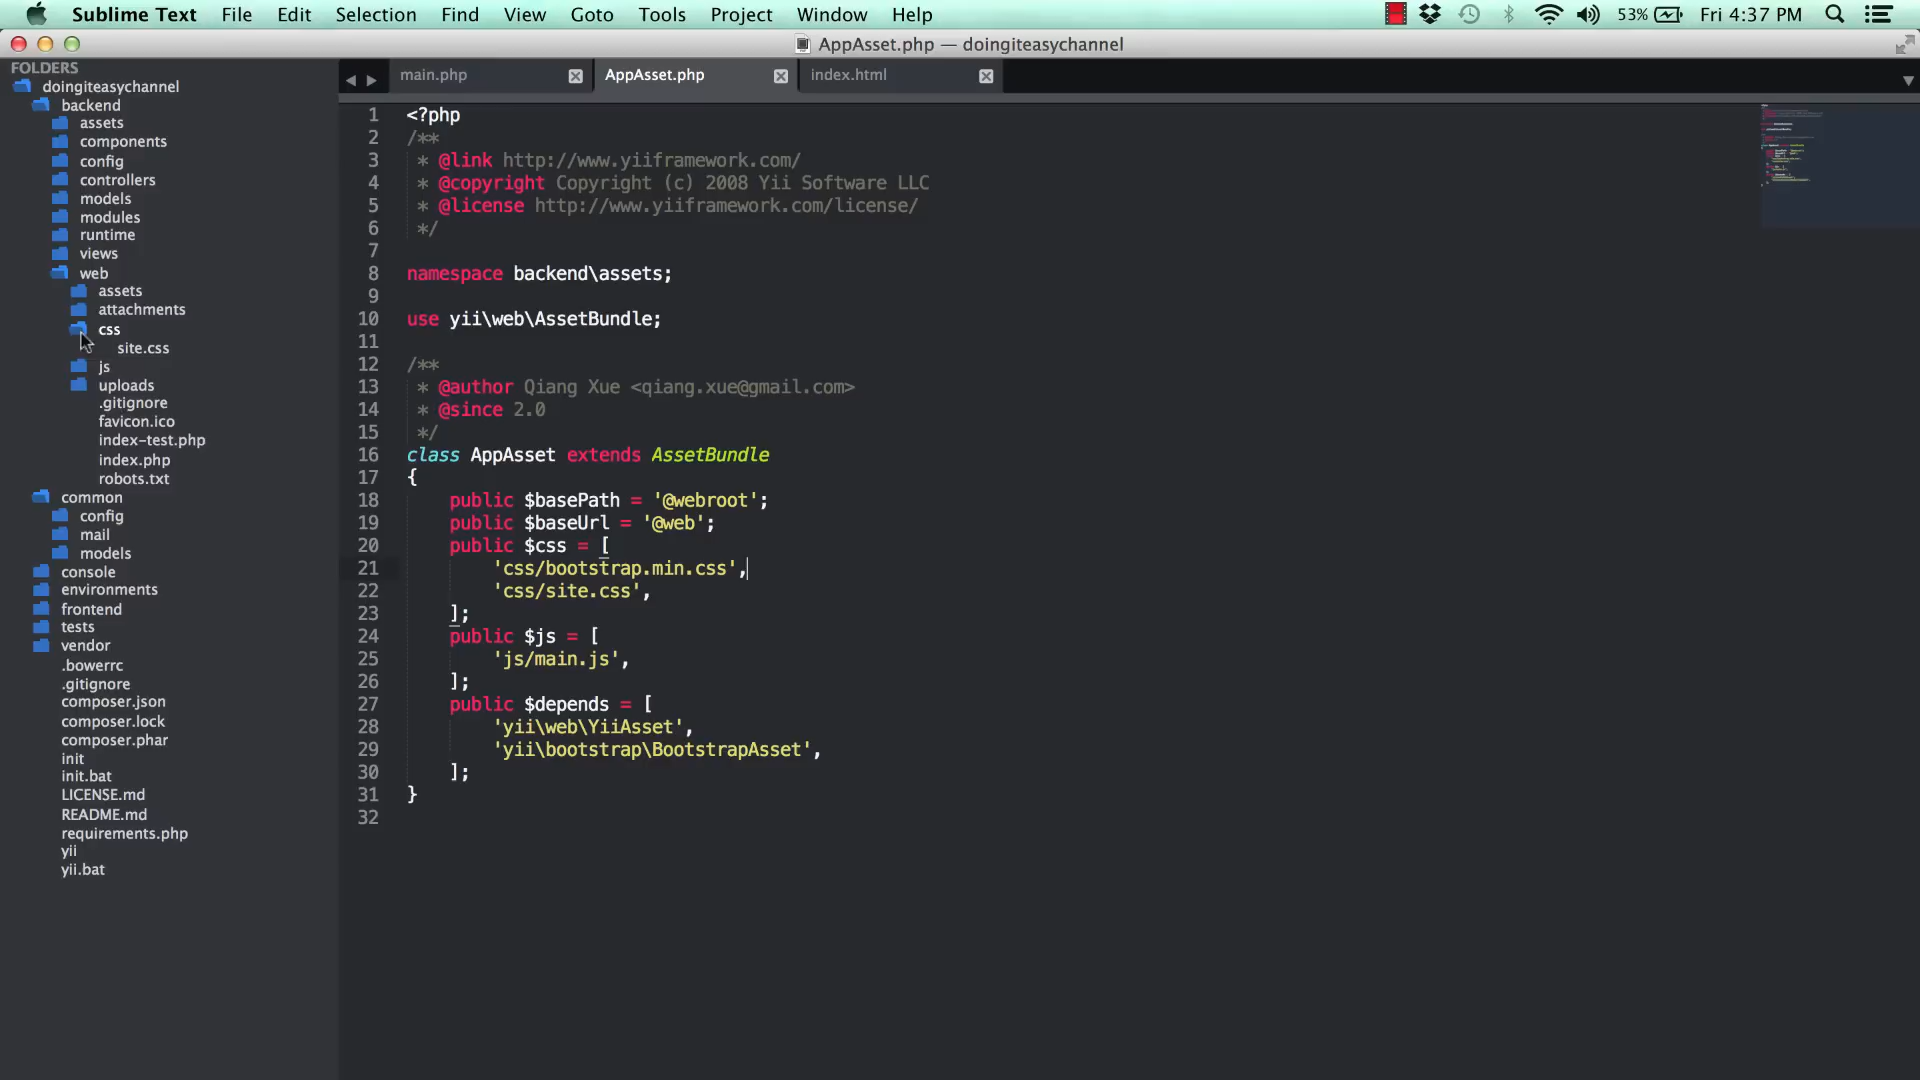 Sublime Text File Edit Selection Find View Goto Tools Project Window Help 53% Fri 4:37 PM
AppAsset.php — doingiteasychannel
FOLDERS
doingiteasychannel
backend
assets
components
config
controllers
models
modules
runtime
views
web
assets
attachments
css
site.css
js
uploads
.gitignore
favicon.ico
index-test.php
index.php
robots.txt
common
config
mail
models
console
environments
frontend
tests
vendor
.bowerrc
.gitignore
composer.json
composer.lock
composer.phar
init
init.bat
LICENSE.md
README.md
requirements.php
yii
yii.bat
main.php AppAsset.php index.html
1 <?php
2 /**
3 * @link http://www.yiiframework.com/
4 * @copyright Copyright (c) 2008 Yii Software LLC
5 * @license http://www.yiiframework.com/license/
6 */
7
8 namespace backend\assets;
9
10 use yii\web\AssetBundle;
11
12 /**
13 * @author Qiang Xue <qiang.xue@gmail.com>
14 * @since 2.0
15 */
16 class AppAsset extends AssetBundle
17 {
18 public $basePath = '@webroot';
19 public $baseUrl = '@web';
20 public $css = [
21 'css/bootstrap.min.css',
22 'css/site.css',
23 ];
24 public $js = [
25 'js/main.js',
26 ];
27 public $depends = [
28 'yii\web\YiiAsset',
29 'yii\bootstrap\BootstrapAsset',
30 ];
31 }
32